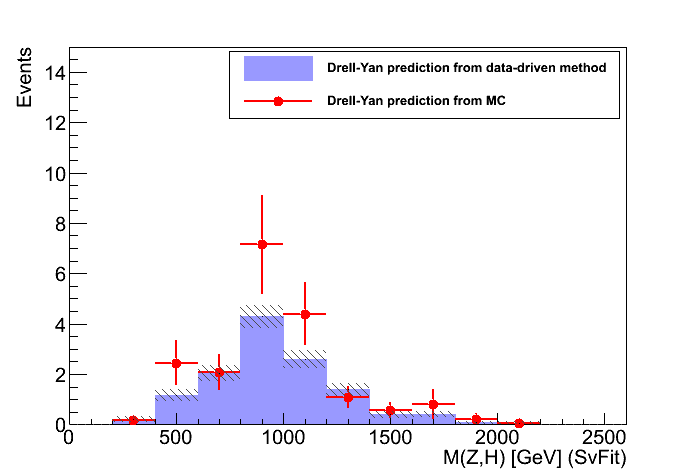 Events
Drell-Yan prediction from data-driven method
Drell-Yan prediction from MC
14
12
10
8
6
4
2
0
0 500 1000 1500 2000 2500
M(Z,H) [GeV] (SvFit)